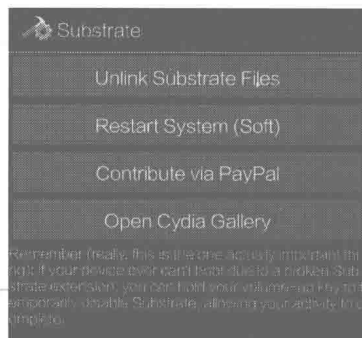 Substrate
Unlink Substrate Files
Restart System (Soft)
Contribute via PayPal
Open Cydia Gallery
Remember (really, this is the one actually important thi
ng): if your device ever can't boot due to a broken Sub
strate extension, you can hold your volume-up key to t
emporarily disable Substrate, allowing your activity to c
omplete.